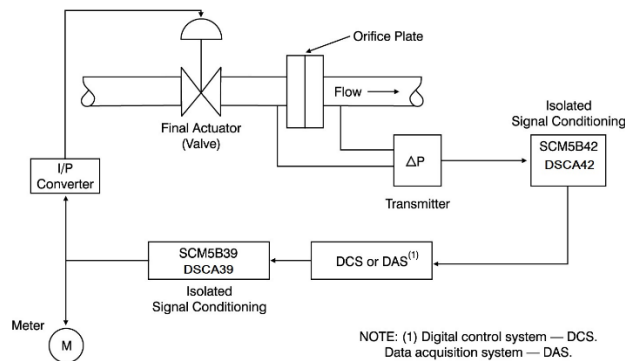 Orifice Plate
Flow
Final Actuator
(Valve)
Isolated
Signal Conditioning
SCM5B42
DSCA42
I/P
Converter
ΔP
Transmitter
SCM5B39
DSCA39
DCS or DAS(1)
Isolated
Signal Conditioning
Meter
M
NOTE: (1) Digital control system — DCS.
Data acquisition system — DAS.